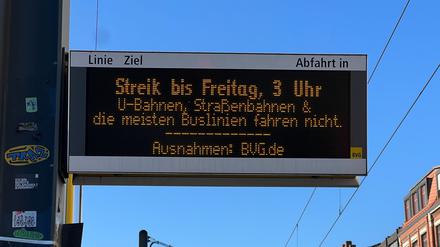 Linie Ziel Abfahrt in
Streik bis Freitag, 3 Uhr
U-Bahnen, Straßenbahnen &
die meisten Buslinien fahren nicht.
-------------
Ausnahmen: BVG.de
BVG